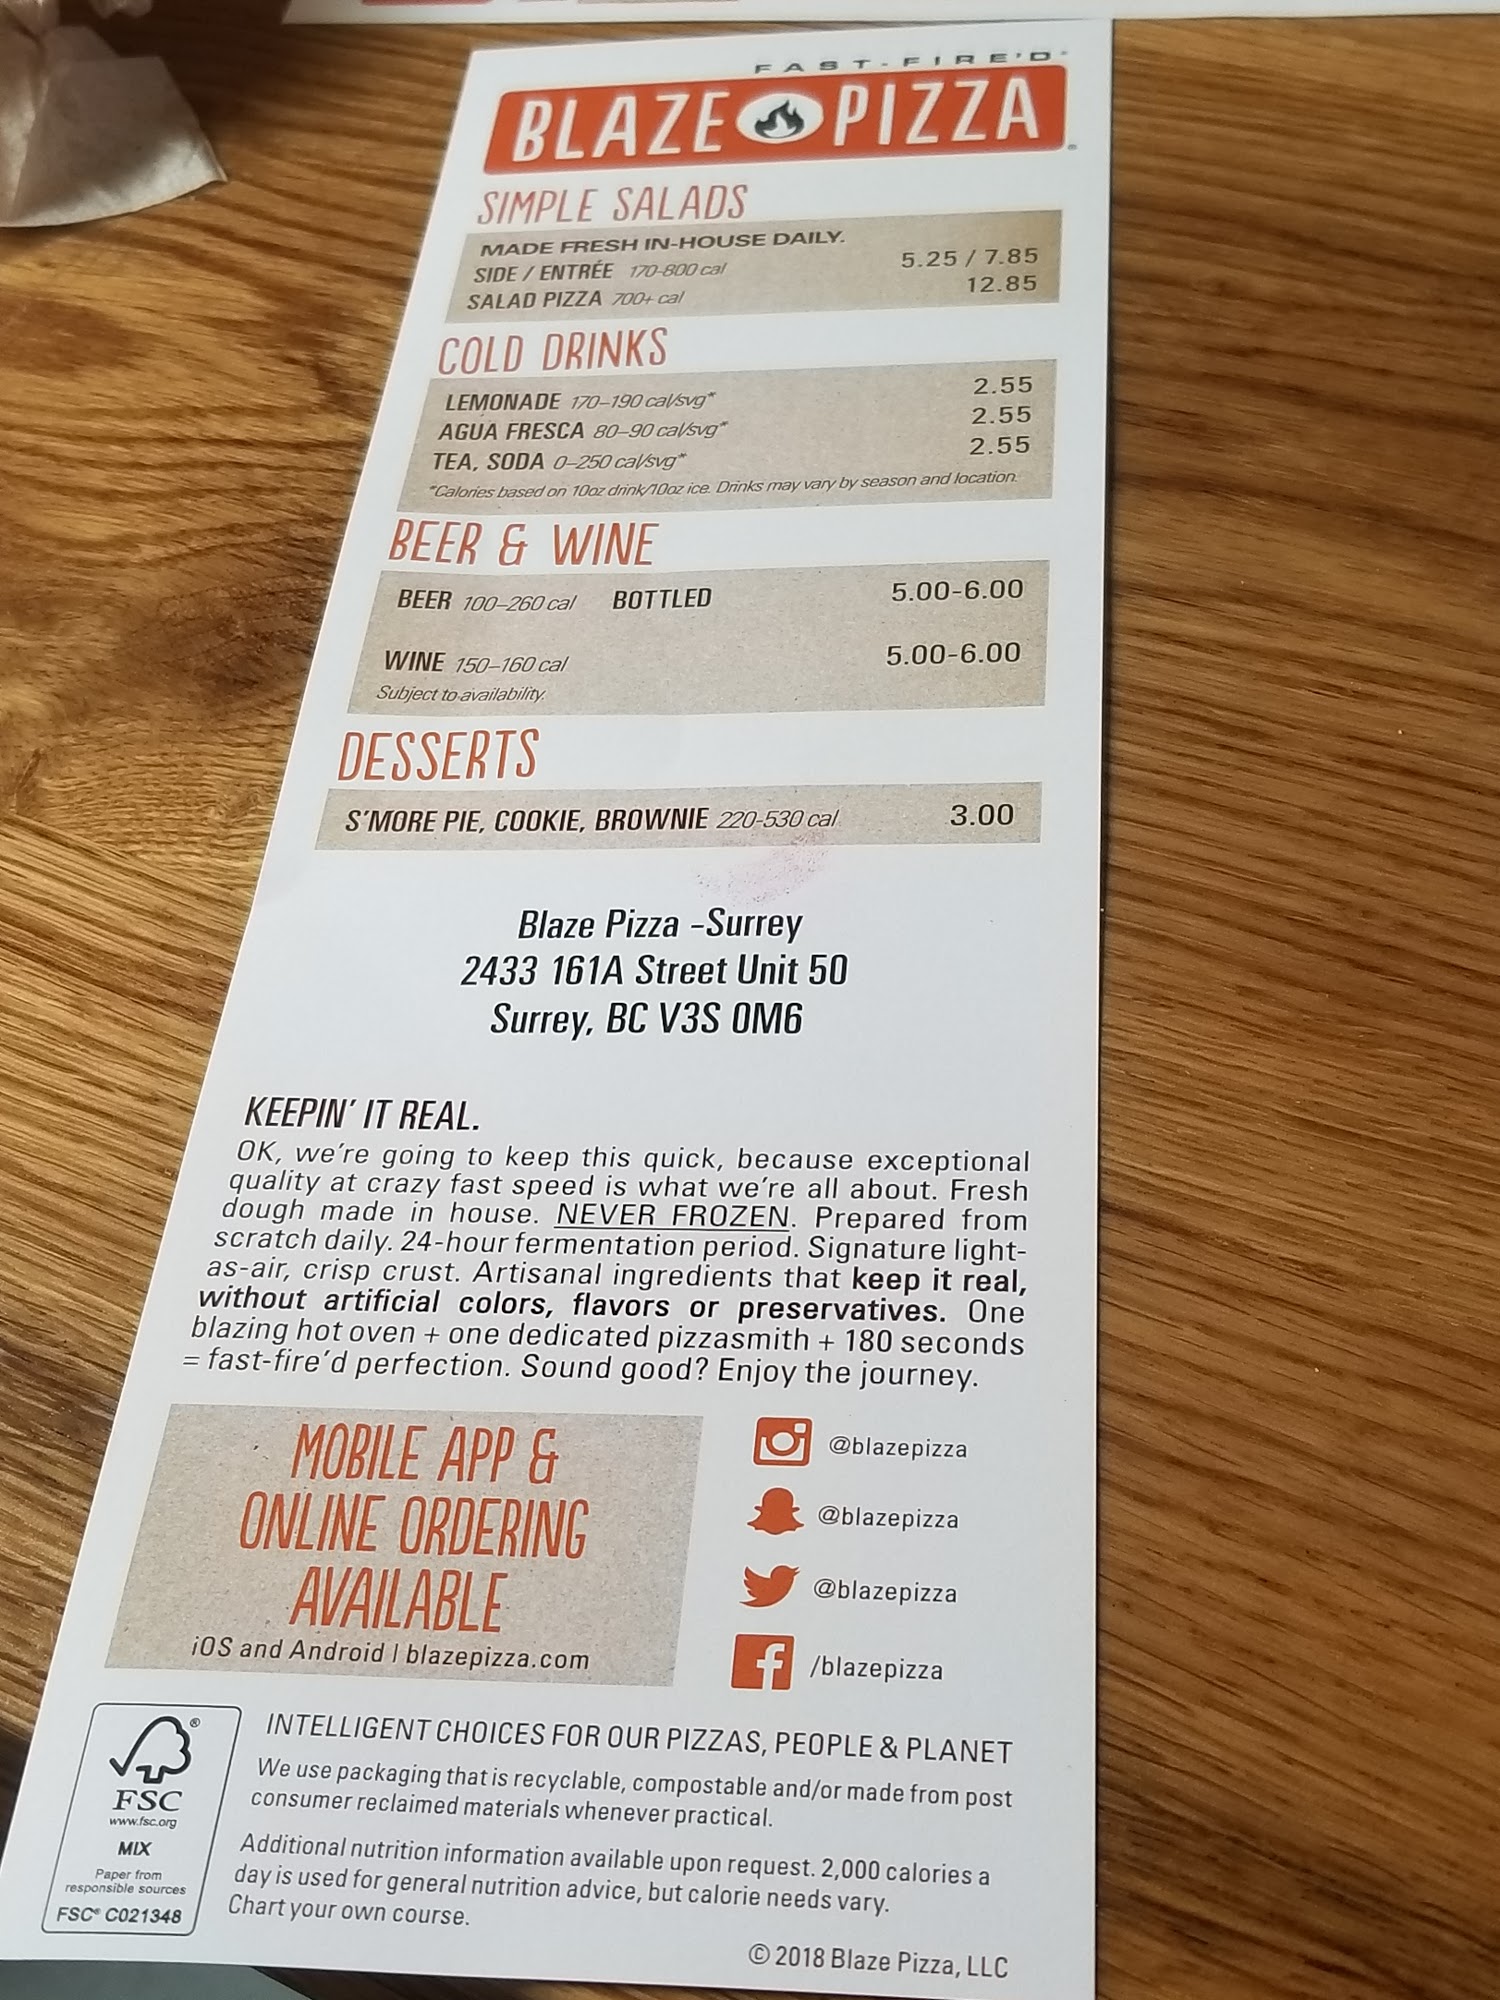 FAST-FIRE'D®
BLAZE PIZZA®
SIMPLE SALADS
MADE FRESH IN-HOUSE DAILY.
SIDE / ENTRÉE 170-800 cal 5.25 / 7.85
SALAD PIZZA 700+ cal 12.85
COLD DRINKS
LEMONADE 170–190 cal/svg* 2.55
AGUA FRESCA 80–90 cal/svg* 2.55
TEA, SODA 0–250 cal/svg* 2.55
*Calories based on 10oz drink/10oz ice. Drinks may vary by season and location.
BEER & WINE
BEER 100–260 cal BOTTLED 5.00-6.00
WINE 150–160 cal 5.00-6.00
Subject to availability.
DESSERTS
S'MORE PIE, COOKIE, BROWNIE 220-530 cal 3.00
Blaze Pizza -Surrey
2433 161A Street Unit 50
Surrey, BC V3S 0M6
KEEPIN' IT REAL.
OK, we're going to keep this quick, because exceptional
quality at crazy fast speed is what we're all about. Fresh
dough made in house. NEVER FROZEN. Prepared from
scratch daily. 24-hour fermentation period. Signature light-
as-air, crisp crust. Artisanal ingredients that keep it real,
without artificial colors, flavors or preservatives. One
blazing hot oven + one dedicated pizzasmith + 180 seconds
= fast-fire'd perfection. Sound good? Enjoy the journey.
MOBILE APP &
ONLINE ORDERING
AVAILABLE
iOS and Android | blazepizza.com
@blazepizza
@blazepizza
@blazepizza
/blazepizza
®
FSC
www.fsc.org
MIX
Paper from
responsible sources
FSC® C021348
INTELLIGENT CHOICES FOR OUR PIZZAS, PEOPLE & PLANET
We use packaging that is recyclable, compostable and/or made from post
consumer reclaimed materials whenever practical.
Additional nutrition information available upon request. 2,000 calories a
day is used for general nutrition advice, but calorie needs vary.
Chart your own course.
© 2018 Blaze Pizza, LLC